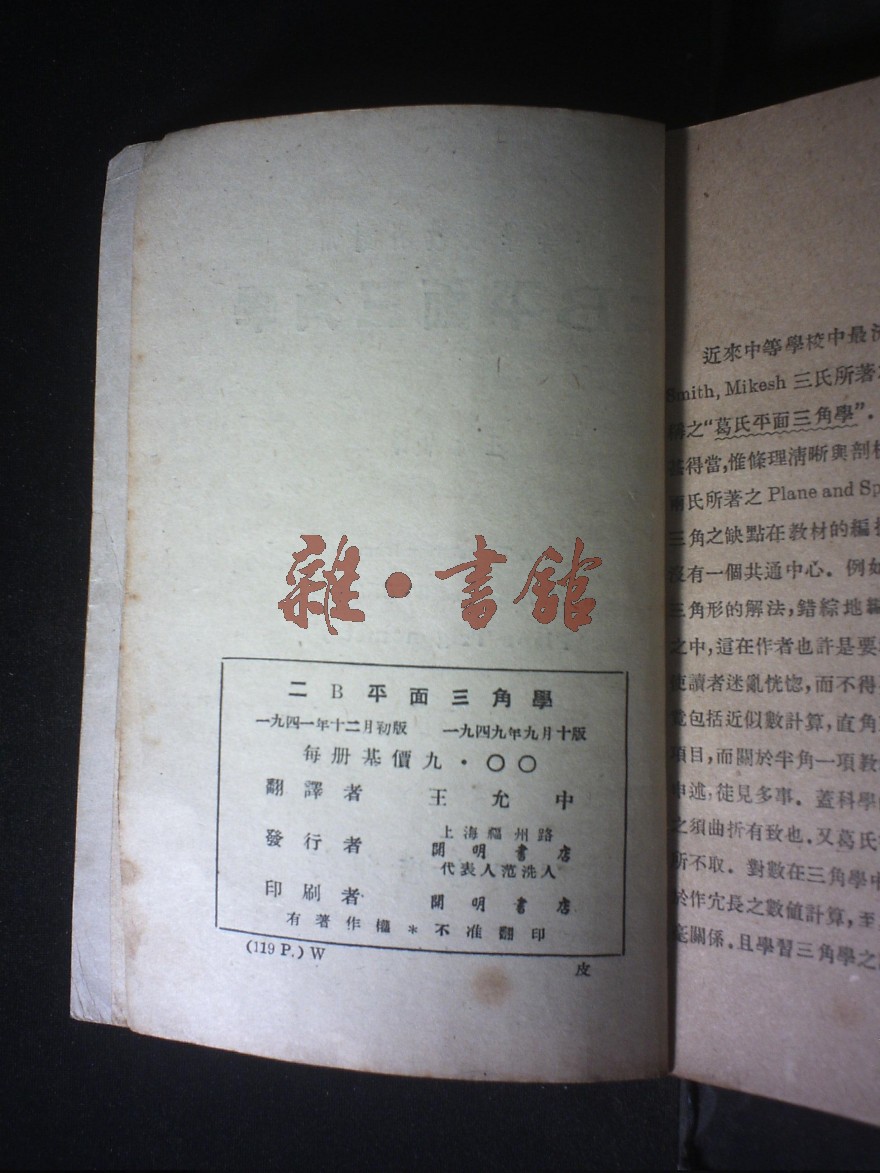 雜·書館
二B平面三角學
一九四一年十二月初版 一九四九年九月十版
每册基價九·〇〇
翻譯者 王允中
發行者 上海福州路
開明書店
代表人范洗人
印刷者 開明書店
有著作權＊不准翻印
(119 P.) W
皮
近來中等學校中最
Smith, Mikesh 三氏所著
之“葛氏平面三角學”.
得當,惟條理清晰與剖
兩氏所著之 Plane and Sp
三角之缺點在教材的編
沒有一個共通中心. 例如
三角形的解法,錯綜地
之中,這在作者也許是要
使讀者迷亂恍惚,而不得
包括近似數計算,直角
項目,而關於半角一項教
申述,徒見多事. 蓋科學
之須曲折有致也.又葛氏
所不取. 對數在三角學中
於作冗長之數値計算,至
關係.且學習三角學之